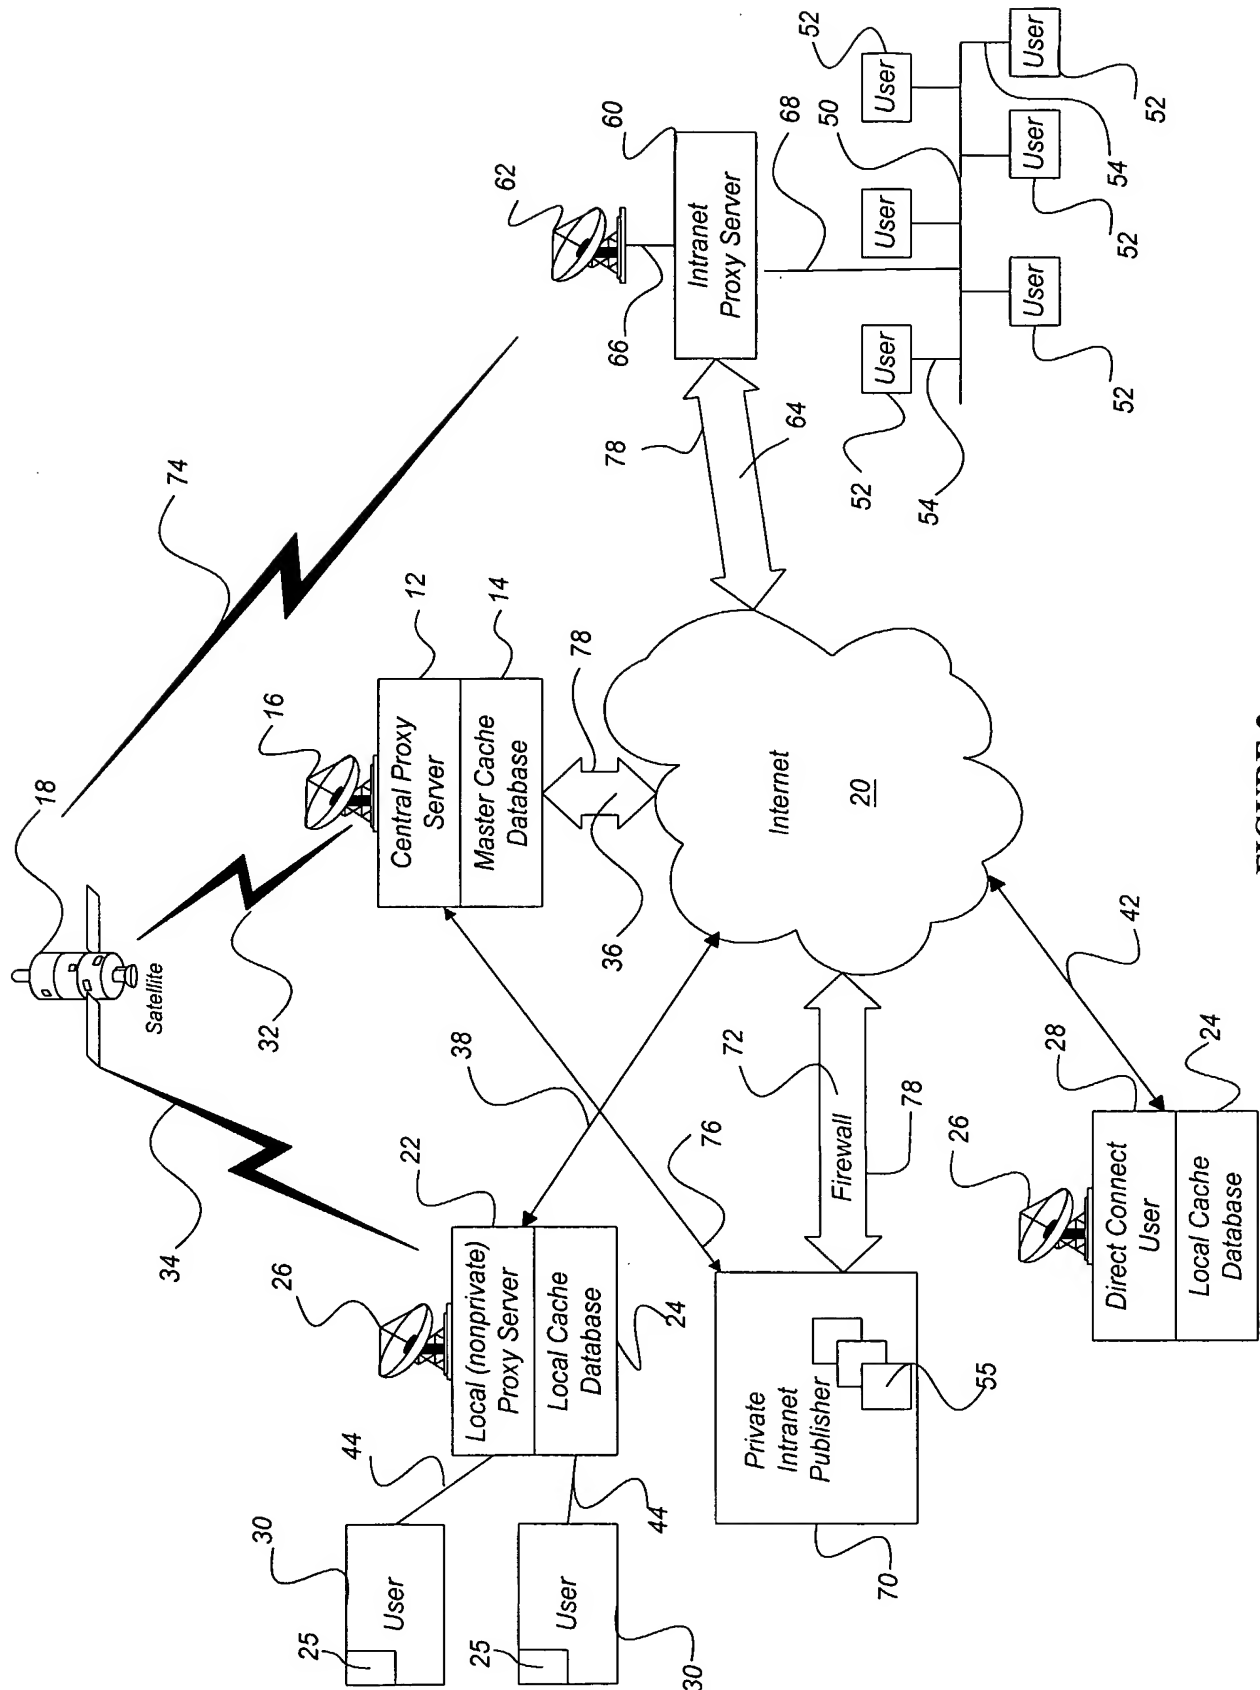 18
Satellite
34
32
74
30
25
User
44
26
16
12
14
Central Proxy
Server
Master Cache
Database
22
Local (nonprivate)
Proxy Server
Local Cache
Database
24
38
36
78
62
60
66
Intranet
Proxy Server
25
User
30
44
76
72
78
64
68
70
Private
Intranet
Publisher
55
Firewall
78
Internet
20
52
User
54
User
50
User
52
26
28
24
42
Direct Connect
User
Local Cache
Database
User
52
User
52
54
User
52
FIGURE